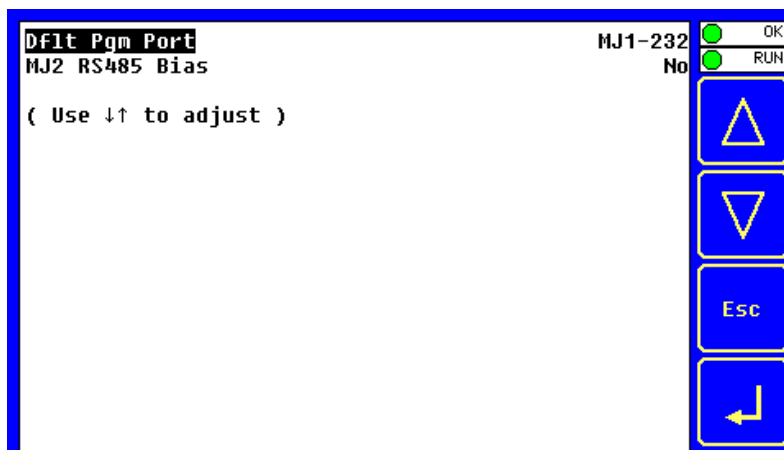 Dflt Pgm Port MJ1-232
MJ2 RS485 Bias No
( Use ↓↑ to adjust )
OK
RUN
Esc